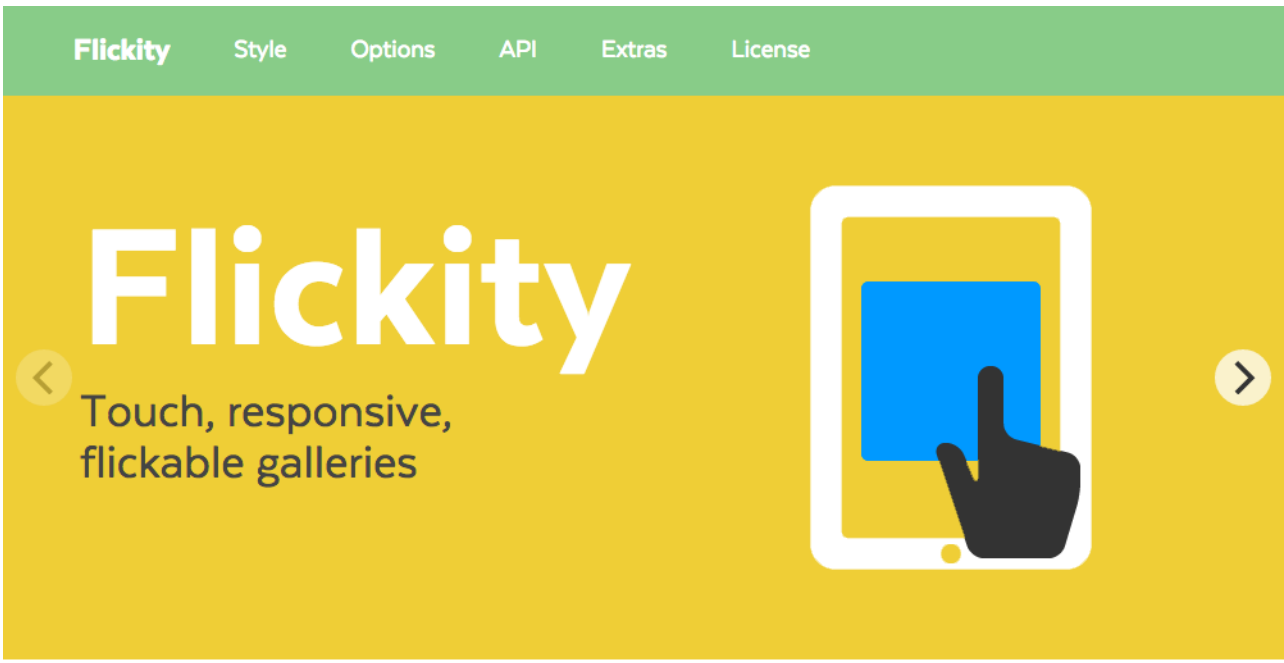 Flickity Style Options API Extras License
Flickity
Touch, responsive,
flickable galleries